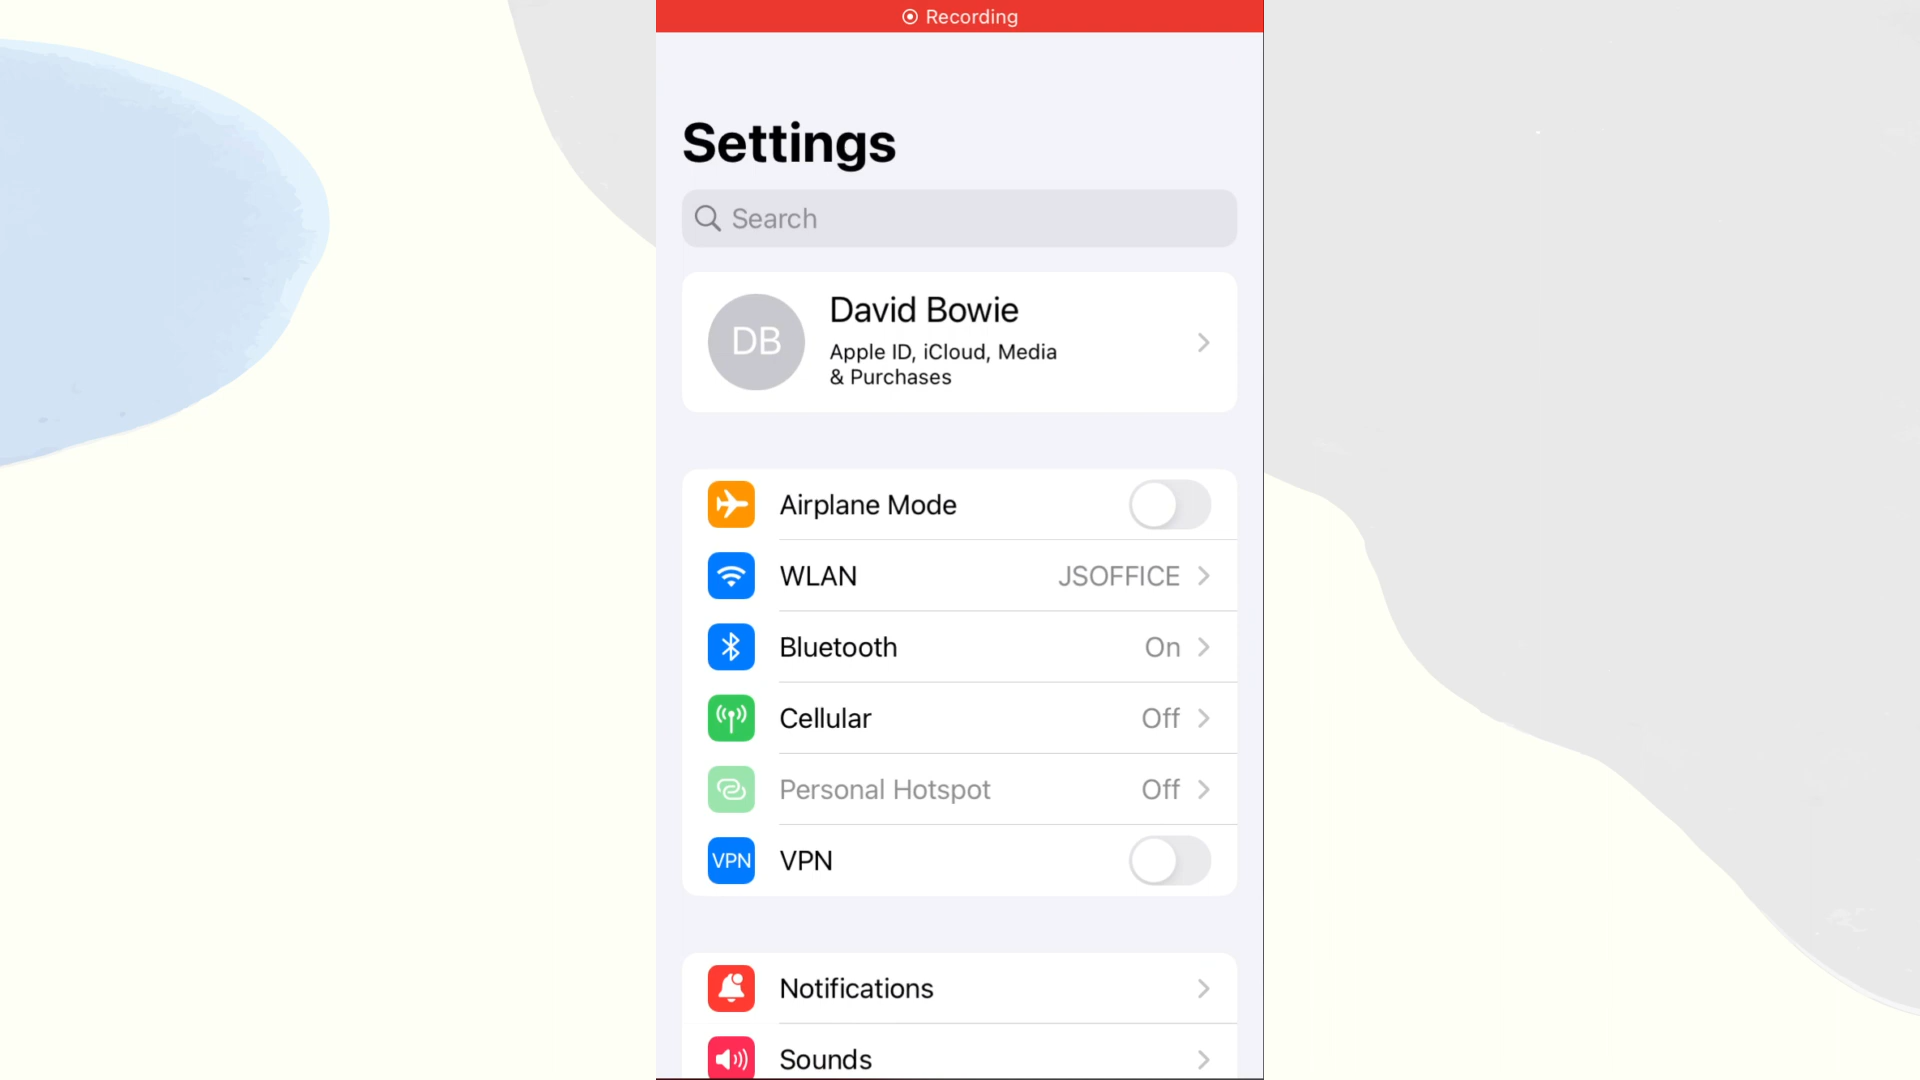 Recording
Settings
Search
DB
David Bowie
Apple ID, iCloud, Media
& Purchases
Airplane Mode
WLAN JSOFFICE
Bluetooth On
Cellular Off
Personal Hotspot Off
VPN VPN
Notifications
Sounds